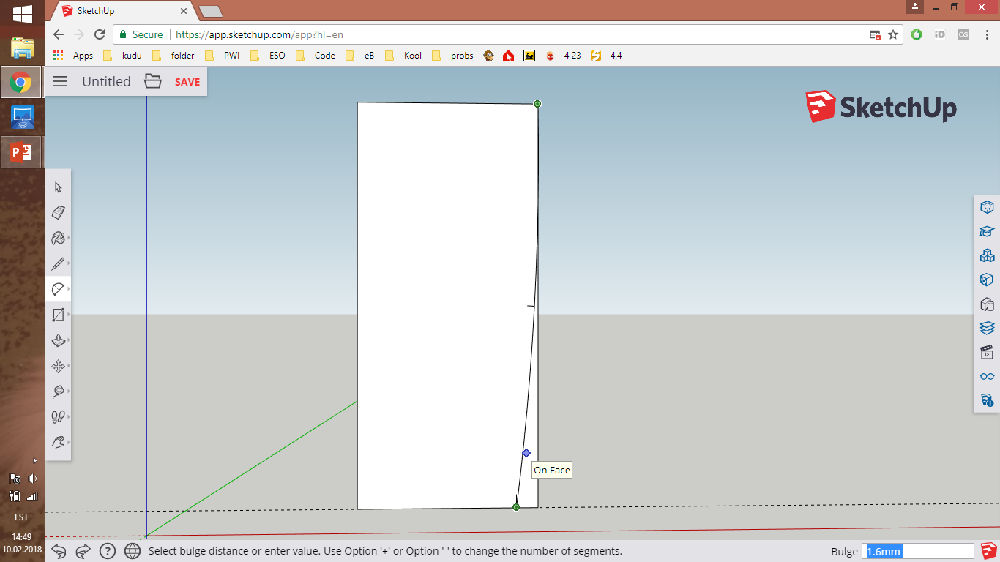 SketchUp
Secure https://app.sketchup.com/app?hl=en
Apps kudu folder PWI ESO Code eB Kool probs 4 23 4,4
iD
OS
Untitled SAVE
SketchUp
On Face
P
EST
14:49
10.02.2018
Select bulge distance or enter value. Use Option '+' or Option '-' to change the number of segments.
Bulge 1.6mm